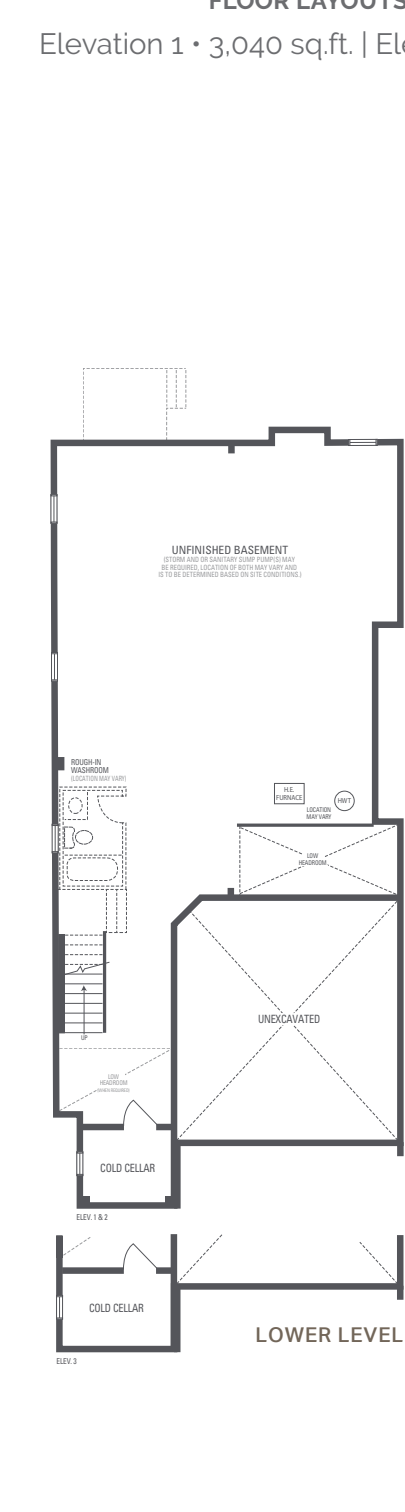 FLOOR LAYOUTS
Elevation 1 • 3,040 sq.ft. | Ele
UNFINISHED BASEMENT
(STORM AND OR SANITARY SUMP PUMP(S) MAY
BE REQUIRED, LOCATION OF BOTH MAY VARY AND
IS TO BE DETERMINED BASED ON SITE CONDITIONS.)
ROUGH-IN
WASHROOM
(LOCATION MAY VARY)
H.E.
FURNACE
HWT
LOCATION
MAY VARY
LOW
HEADROOM
UNEXCAVATED
UP
LOW
HEADROOM
(WHEN REQUIRED)
COLD CELLAR
ELEV. 1 & 2
COLD CELLAR
LOWER LEVEL
ELEV. 3